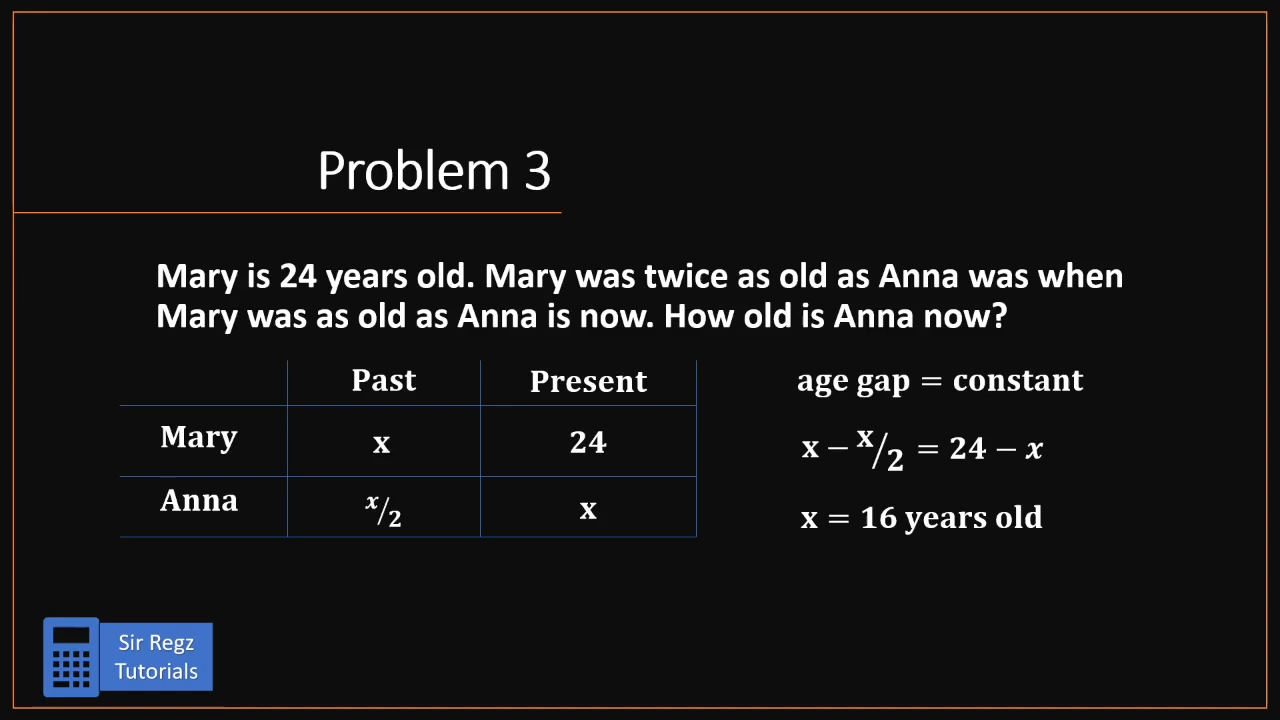 Problem 3
Mary is 24 years old. Mary was twice as old as Anna was when
Mary was as old as Anna is now. How old is Anna now?
Past Present
Mary x 24
Anna x/2 x
age gap = constant
x − x/2 = 24 − x
x = 16 years old
Sir Regz
Tutorials